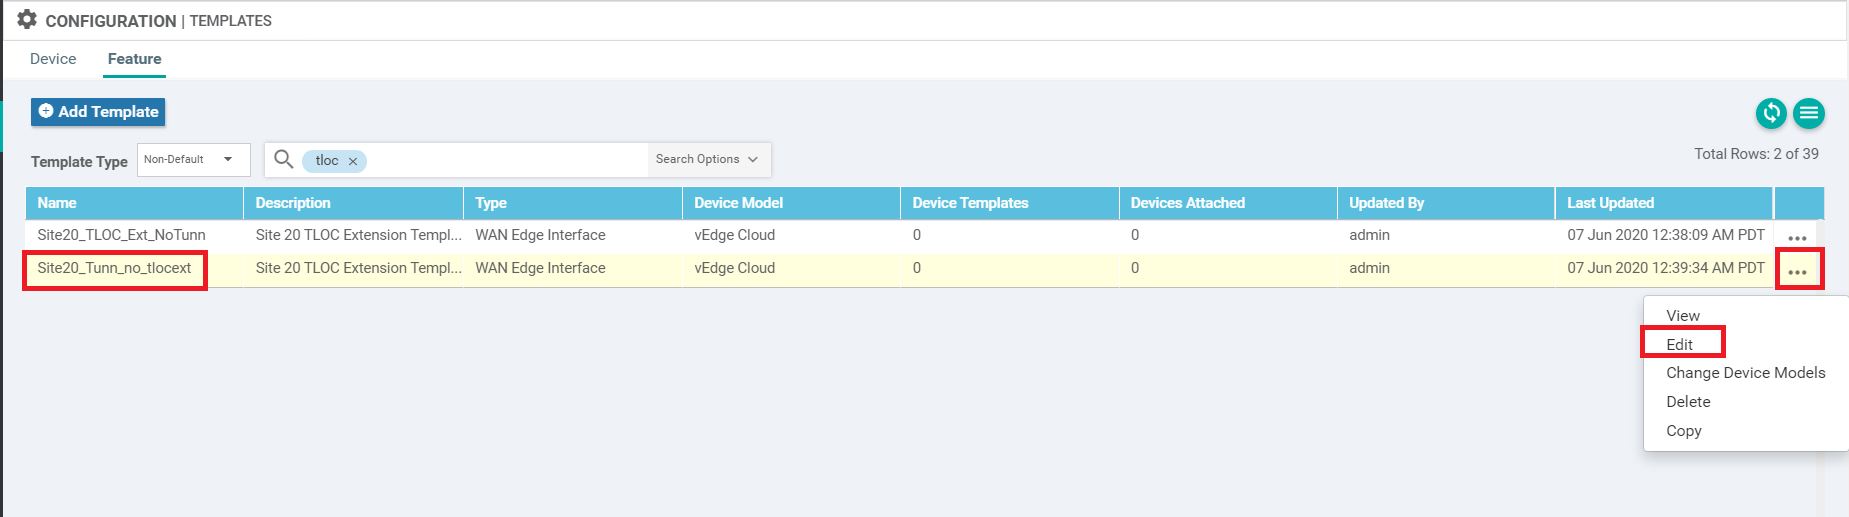 CONFIGURATION | TEMPLATES
Device Feature
Add Template
Template Type Non-Default tloc × Search Options Total Rows: 2 of 39
Name Description Type Device Model Device Templates Devices Attached Updated By Last Updated
Site20_TLOC_Ext_NoTunn Site 20 TLOC Extension Templ... WAN Edge Interface vEdge Cloud 0 0 admin 07 Jun 2020 12:38:09 AM PDT
Site20_Tunn_no_tlocext Site 20 TLOC Extension Templ... WAN Edge Interface vEdge Cloud 0 0 admin 07 Jun 2020 12:39:34 AM PDT
View
Edit
Change Device Models
Delete
Copy